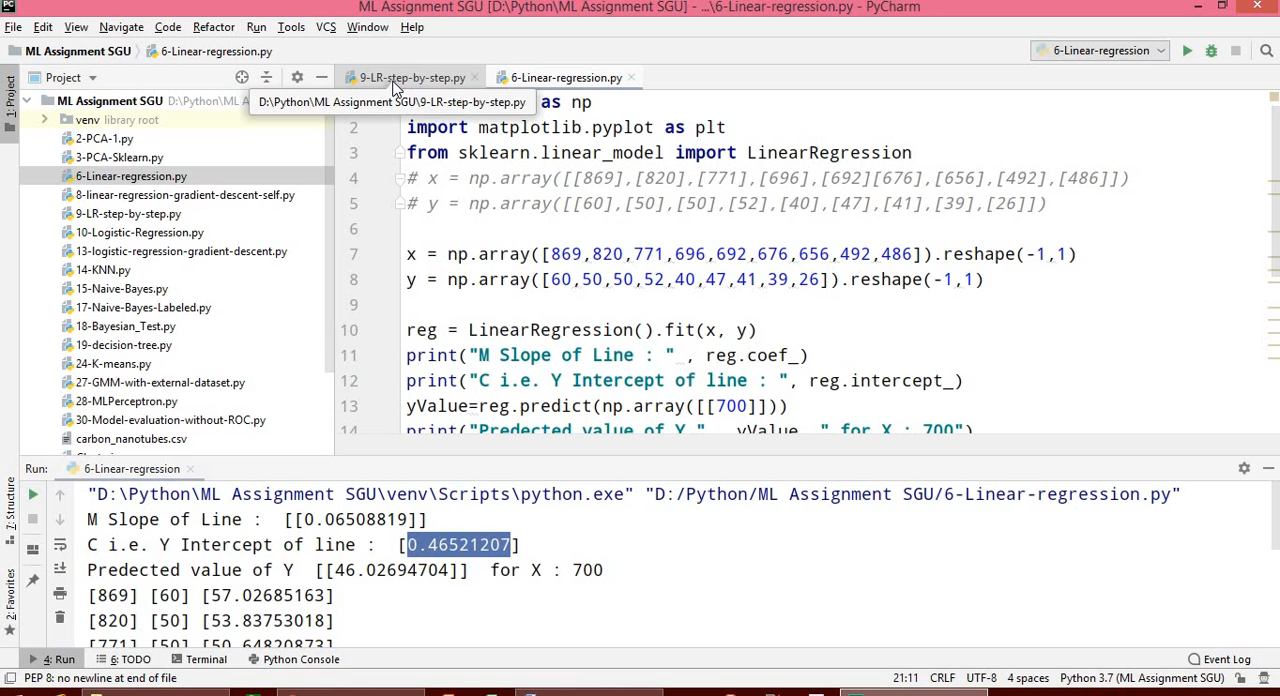 ML Assignment SGU [D:\Python\ML Assignment SGU] - ...\6-Linear-regression.py - PyCharm
File Edit View Navigate Code Refactor Run Tools VCS Window Help
ML Assignment SGU 6-Linear-regression.py 6-Linear-regression
Project 9-LR-step-by-step.py 6-Linear-regression.py
1: Project
ML Assignment SGU D:\Python\ML A
D:\Python\ML Assignment SGU\9-LR-step-by-step.py
venv library root
2-PCA-1.py
3-PCA-Sklearn.py
6-Linear-regression.py
8-linear-regression-gradient-descent-self.py
9-LR-step-by-step.py
10-Logistic-Regression.py
13-logistic-regression-gradient-descent.py
14-KNN.py
15-Naive-Bayes.py
17-Naive-Bayes-Labeled.py
18-Bayesian_Test.py
19-decision-tree.py
24-K-means.py
27-GMM-with-external-dataset.py
28-MLPerceptron.py
30-Model-evaluation-without-ROC.py
carbon_nanotubes.csv
as np
2 import matplotlib.pyplot as plt
3 from sklearn.linear_model import LinearRegression
4 # x = np.array([[869],[820],[771],[696],[692][676],[656],[492],[486]])
5 # y = np.array([[60],[50],[50],[52],[40],[47],[41],[39],[26]])
6
7 x = np.array([869,820,771,696,692,676,656,492,486]).reshape(-1,1)
8 y = np.array([60,50,50,52,40,47,41,39,26]).reshape(-1,1)
9
10 reg = LinearRegression().fit(x, y)
11 print("M Slope of Line : " , reg.coef_)
12 print("C i.e. Y Intercept of line : ", reg.intercept_)
13 yValue=reg.predict(np.array([[700]]))
14 print("Predected value of Y " , yValue, " for X : 700")
Run: 6-Linear-regression
"D:\Python\ML Assignment SGU\venv\Scripts\python.exe" "D:/Python/ML Assignment SGU/6-Linear-regression.py"
M Slope of Line :  [[0.06508819]]
C i.e. Y Intercept of line :  [0.46521207]
Predected value of Y  [[46.02694704]]  for X : 700
[869] [60] [57.02685163]
[820] [50] [53.83753018]
[771] [50] [50.64820873]
7: Structure
2: Favorites
4: Run 6: TODO Terminal Python Console Event Log
PEP 8: no newline at end of file 21:11 CRLF UTF-8 4 spaces Python 3.7 (ML Assignment SGU)